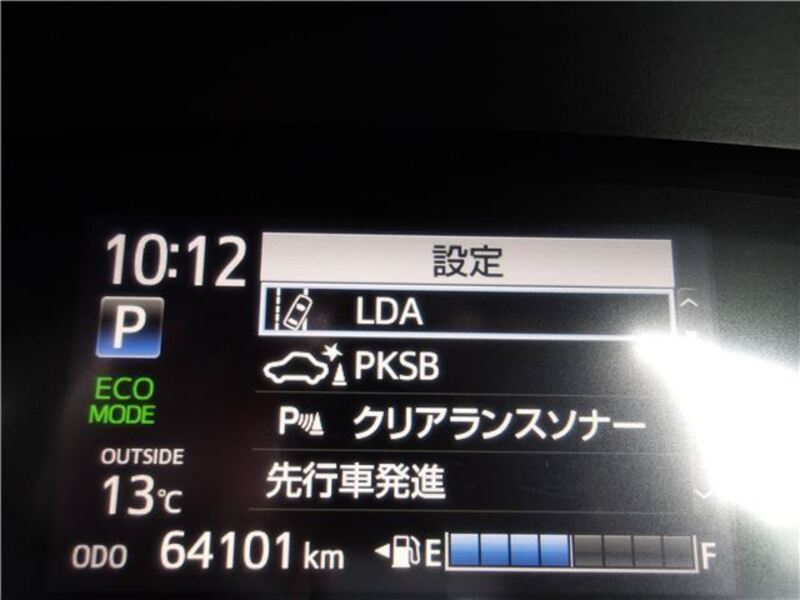 10:12
設定
P
LDA
PKSB
ECO
MODE
P クリアランスソナー
OUTSIDE
13℃
先行車発進
ODO 64101 km
E F